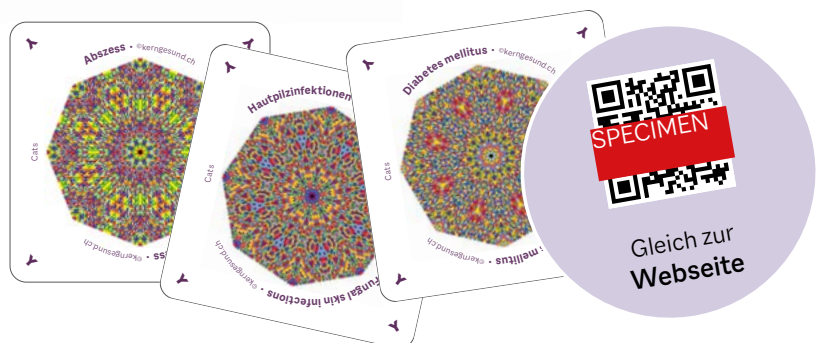 Abszess • ©kerngesund.ch
Cats
ss • ©kerngesund.ch
Hautpilzinfektionen
Cats
Fungal skin infections • ©kerngesund.ch
Diabetes mellitus • ©kerngesund.ch
Cats
s mellitus • ©kerngesund.ch
SPECIMEN
Gleich zur
Webseite